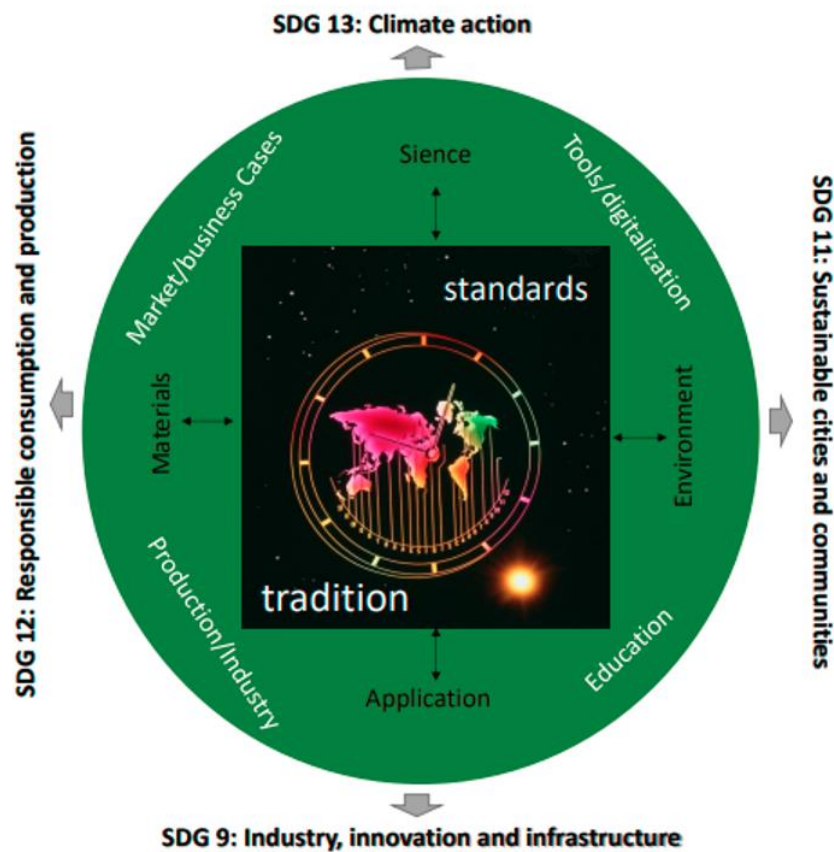 SDG 13: Climate action
Sience
Market/business Cases
Tools/digitalization
standards
SDG 12: Responsible consumption and production
Materials
Environment
SDG 11: Sustainable cities and communities
tradition
Production/Industry
Education
Application
SDG 9: Industry, innovation and infrastructure